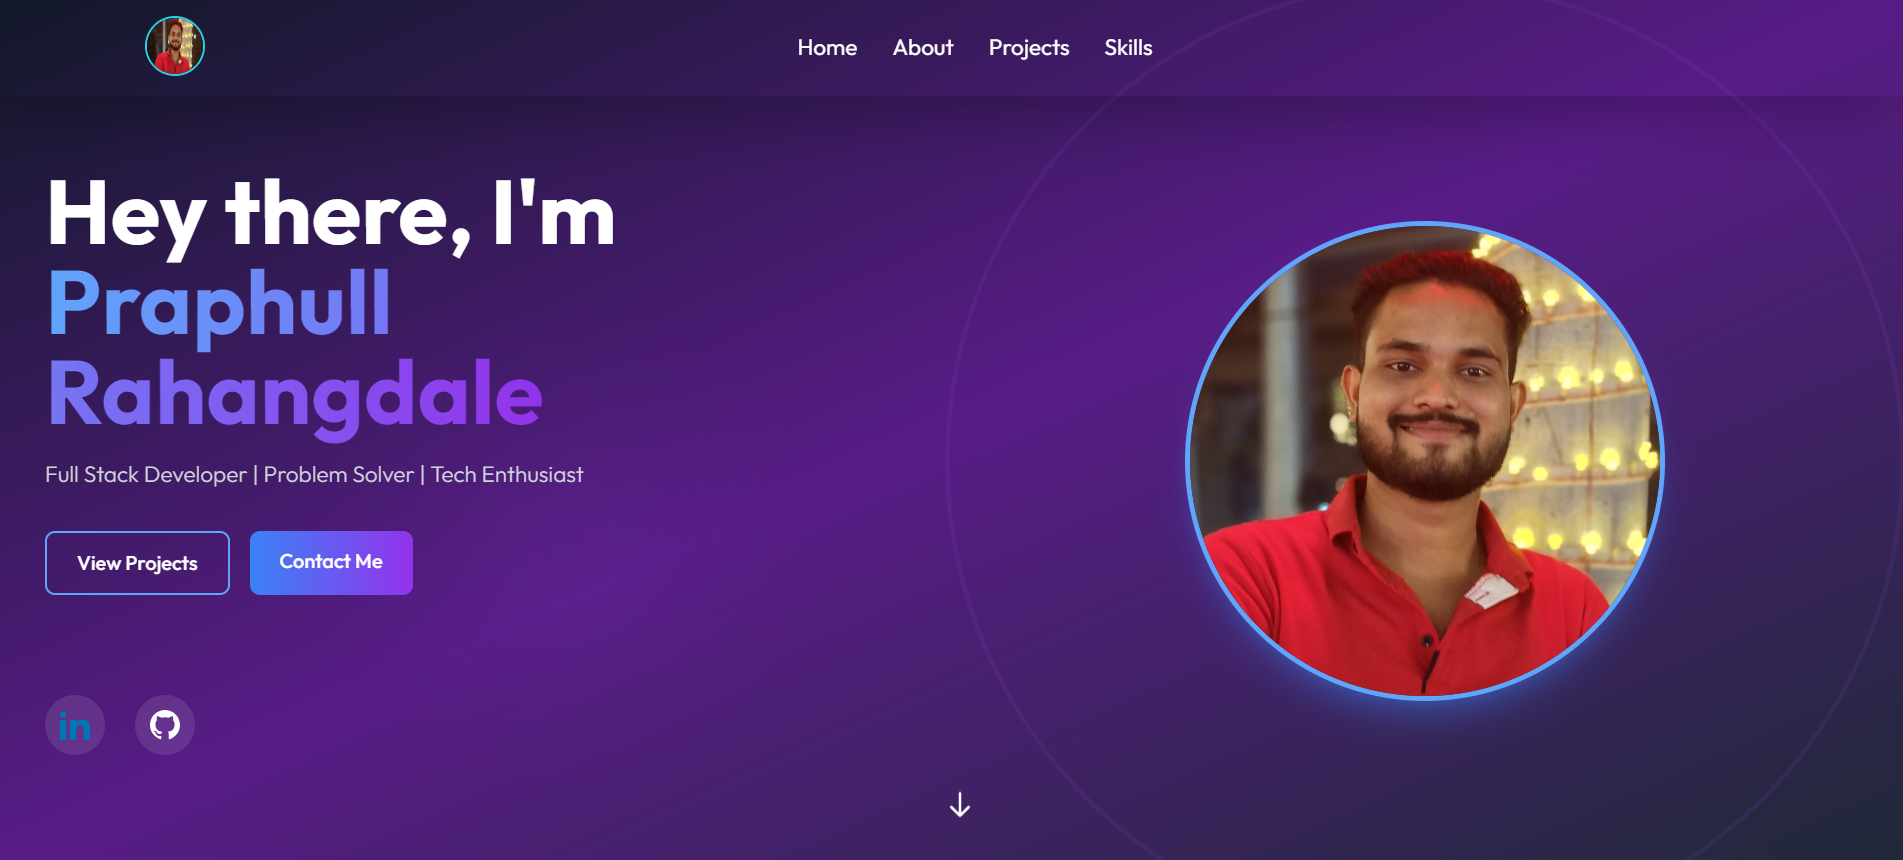 Home About Projects Skills
Hey there, I'm
Praphull
Rahangdale
Full Stack Developer | Problem Solver | Tech Enthusiast
View Projects Contact Me
in